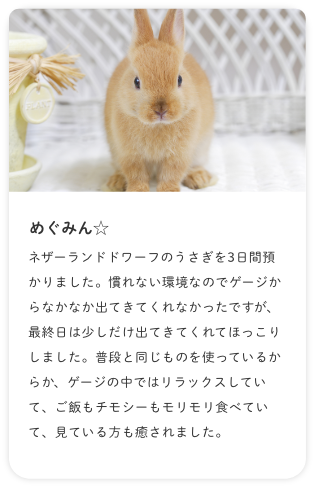 めぐみん☆
ネザーランドドワーフのうさぎを3日間預
かりました。慣れない環境なのでゲージか
らなかなか出てきてくれなかったですが、
最終日は少しだけ出てきてくれてほっこり
しました。普段と同じものを使っているか
らか、ゲージの中ではリラックスしてい
て、ご飯もチモシーもモリモリ食べてい
て、見ている方も癒されました。